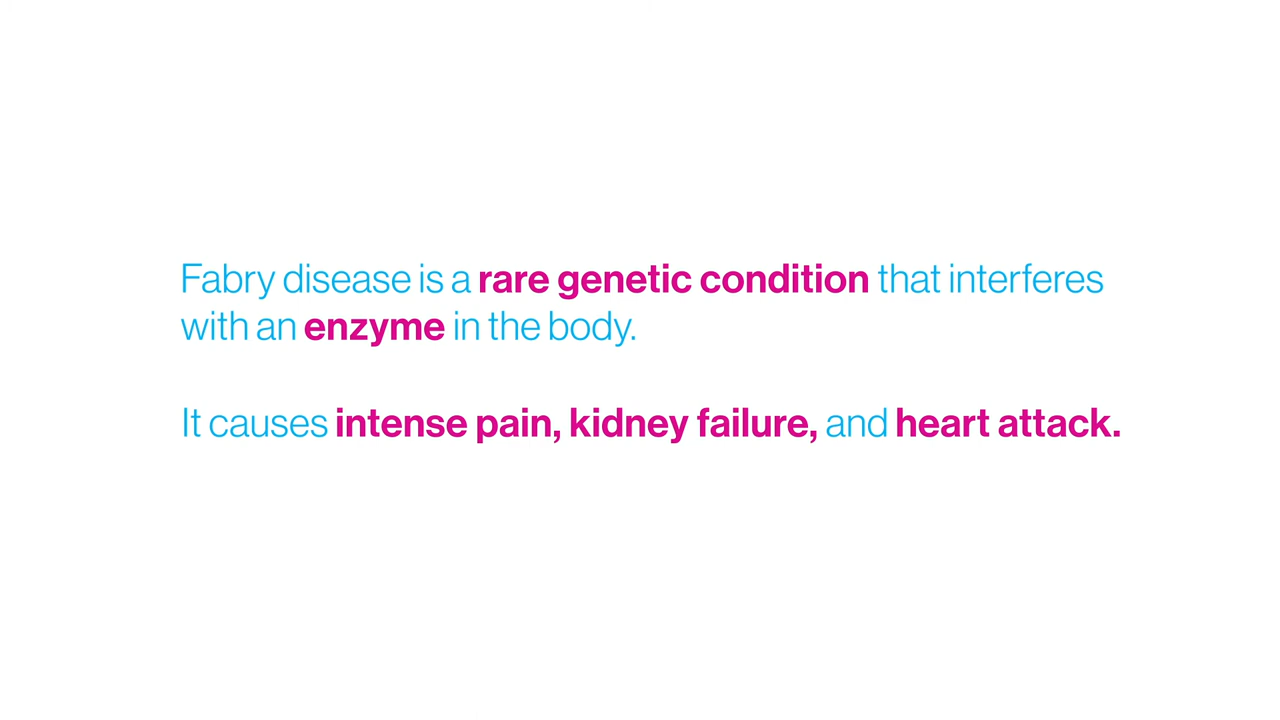 Fabry disease is a rare genetic condition that interferes
with an enzyme in the body.
It causes intense pain, kidney failure, and heart attack.